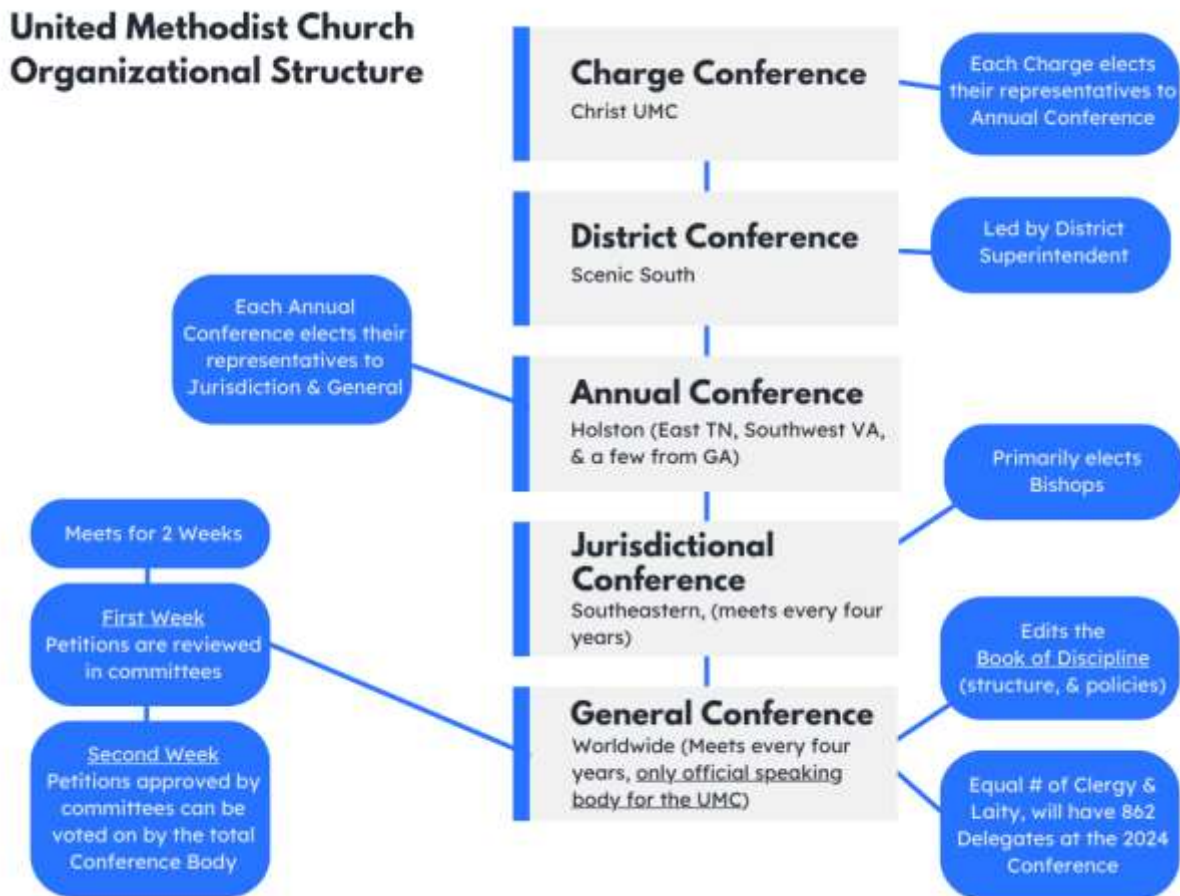 United Methodist Church
Organizational Structure
Charge Conference
Christ UMC
Each Charge elects
their representatives to
Annual Conference
District Conference
Scenic South
Led by District
Superintendent
Each Annual
Conference elects their
representatives to
Jurisdiction & General
Annual Conference
Holston (East TN, Southwest VA,
& a few from GA)
Primarily elects
Bishops
Jurisdictional
Conference
Southeastern, (meets every four
years)
Meets for 2 Weeks
First Week
Petitions are reviewed
in committees
Second Week
Petitions approved by
committees can be
voted on by the total
Conference Body
General Conference
Worldwide (Meets every four
years, only official speaking
body for the UMC)
Edits the
Book of Discipline
(structure, & policies)
Equal # of Clergy &
Laity, will have 862
Delegates at the 2024
Conference